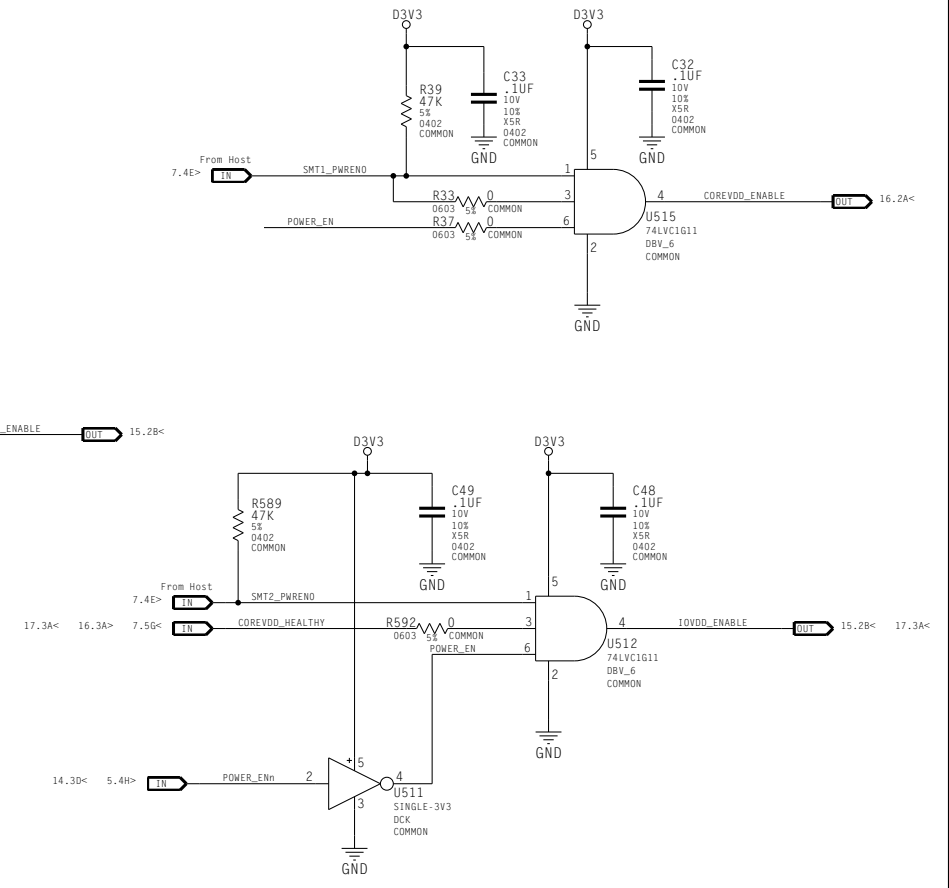 D3V3
D3V3
R39
47K
5%
0402
COMMON
C33
.1UF
10V
10%
X5R
0402
COMMON
GND
C32
.1UF
10V
10%
X5R
0402
COMMON
GND
From Host
7.4E>
IN
SMT1_PWREN0
1
5
R33
0
0603
5%
COMMON
3
4
COREVDD_ENABLE
OUT
16.2A<
POWER_EN
R37
0
0603
5%
COMMON
6
U515
74LVC1G11
DBV_6
COMMON
2
GND
_ENABLE
OUT
15.2B<
D3V3
D3V3
R589
47K
5%
0402
COMMON
C49
.1UF
10V
10%
X5R
0402
COMMON
GND
C48
.1UF
10V
10%
X5R
0402
COMMON
GND
From Host
7.4E>
IN
SMT2_PWREN0
1
5
17.3A<
16.3A>
7.5G<
IN
COREVDD_HEALTHY
R592
0
0603
5%
COMMON
3
4
IOVDD_ENABLE
OUT
15.2B<
17.3A<
POWER_EN
6
U512
74LVC1G11
DBV_6
COMMON
2
GND
14.3D<
5.4H>
IN
POWER_ENn
2
+
5
4
U511
SINGLE-3V3
DCK
COMMON
3
GND